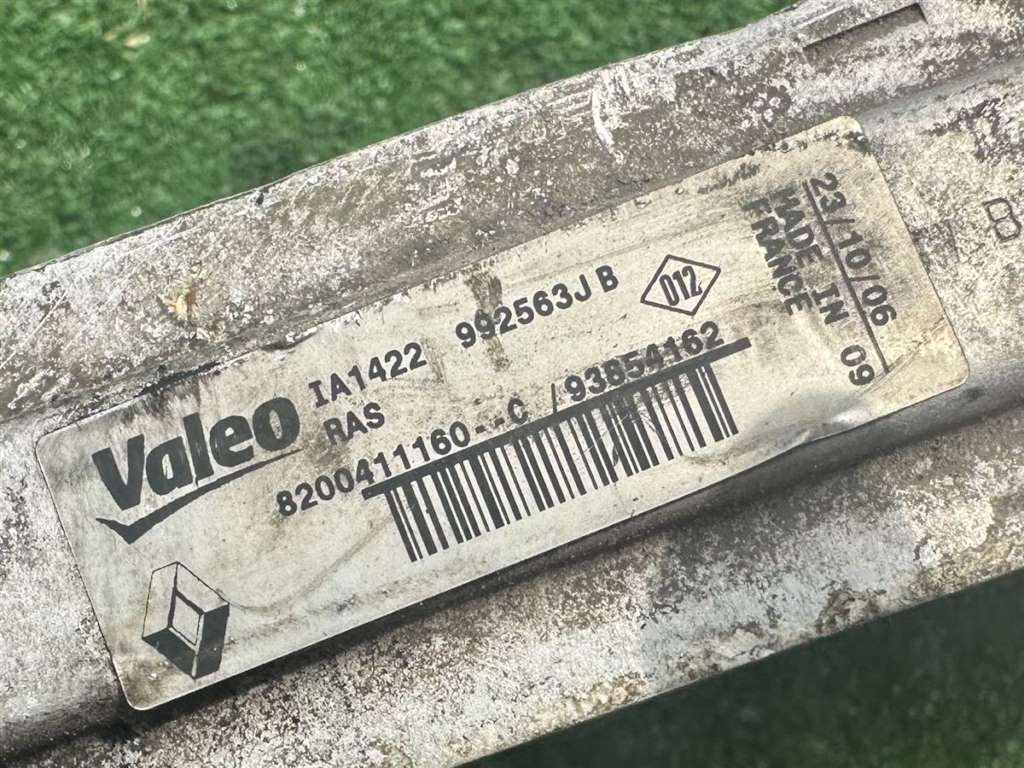 Valeo
IA1422 992563J B
RAS
D12
8200411160--C /93854162
23/10/06
MADE IN 09
FRANCE
B